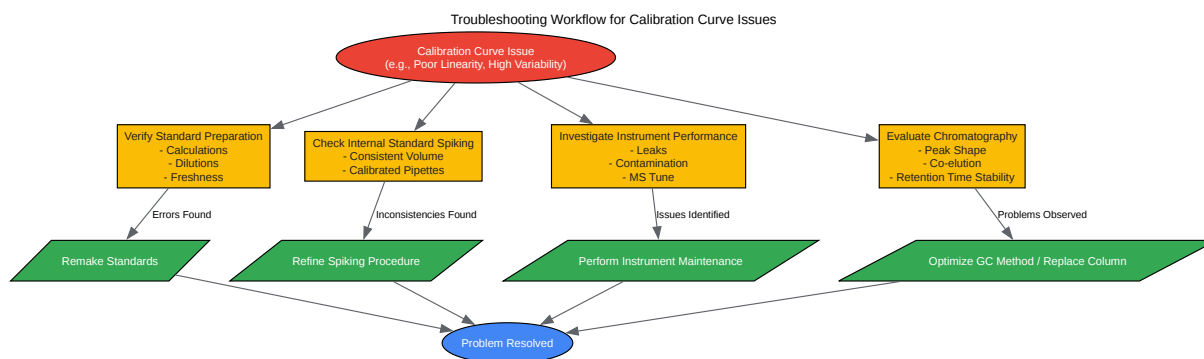 Troubleshooting Workflow for Calibration Curve Issues
Calibration Curve Issue
(e.g., Poor Linearity, High Variability)
Verify Standard Preparation
- Calculations
- Dilutions
- Freshness
Check Internal Standard Spiking
- Consistent Volume
- Calibrated Pipettes
Investigate Instrument Performance
- Leaks
- Contamination
- MS Tune
Evaluate Chromatography
- Peak Shape
- Co-elution
- Retention Time Stability
Errors Found
Inconsistencies Found
Issues Identified
Problems Observed
Remake Standards
Refine Spiking Procedure
Perform Instrument Maintenance
Optimize GC Method / Replace Column
Problem Resolved